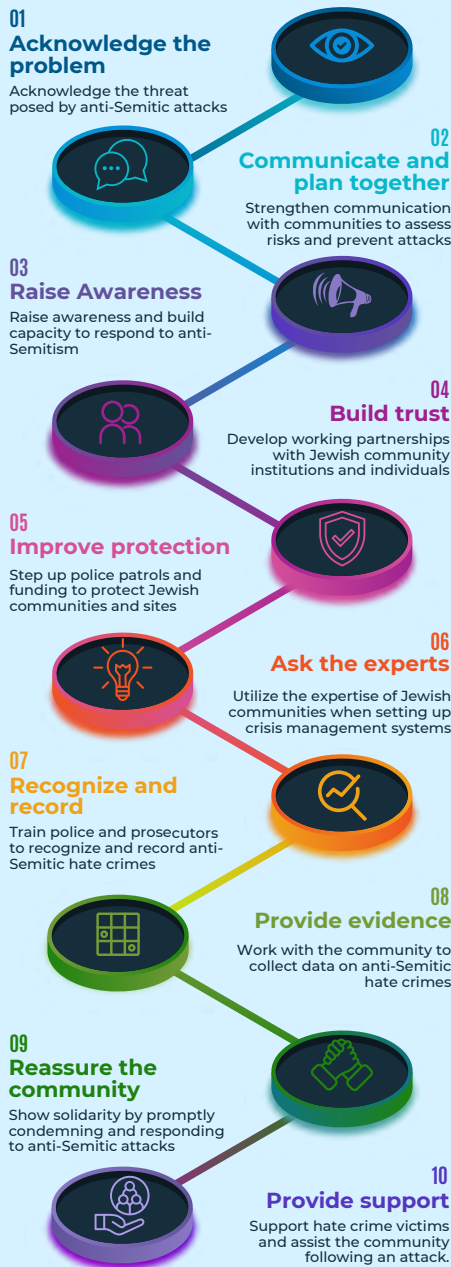 01
Acknowledge the
problem
Acknowledge the threat
posed by anti-Semitic attacks
02
Communicate and
plan together
Strengthen communication
with communities to assess
risks and prevent attacks
03
Raise Awareness
Raise awareness and build
capacity to respond to anti-
Semitism
04
Build trust
Develop working partnerships
with Jewish community
institutions and individuals
05
Improve protection
Step up police patrols and
funding to protect Jewish
communities and sites
06
Ask the experts
Utilize the expertise of Jewish
communities when setting up
crisis management systems
07
Recognize and
record
Train police and prosecutors
to recognize and record anti-
Semitic hate crimes
08
Provide evidence
Work with the community to
collect data on anti-Semitic
hate crimes
09
Reassure the
community
Show solidarity by promptly
condemning and responding
to anti-Semitic attacks
10
Provide support
Support hate crime victims
and assist the community
following an attack.